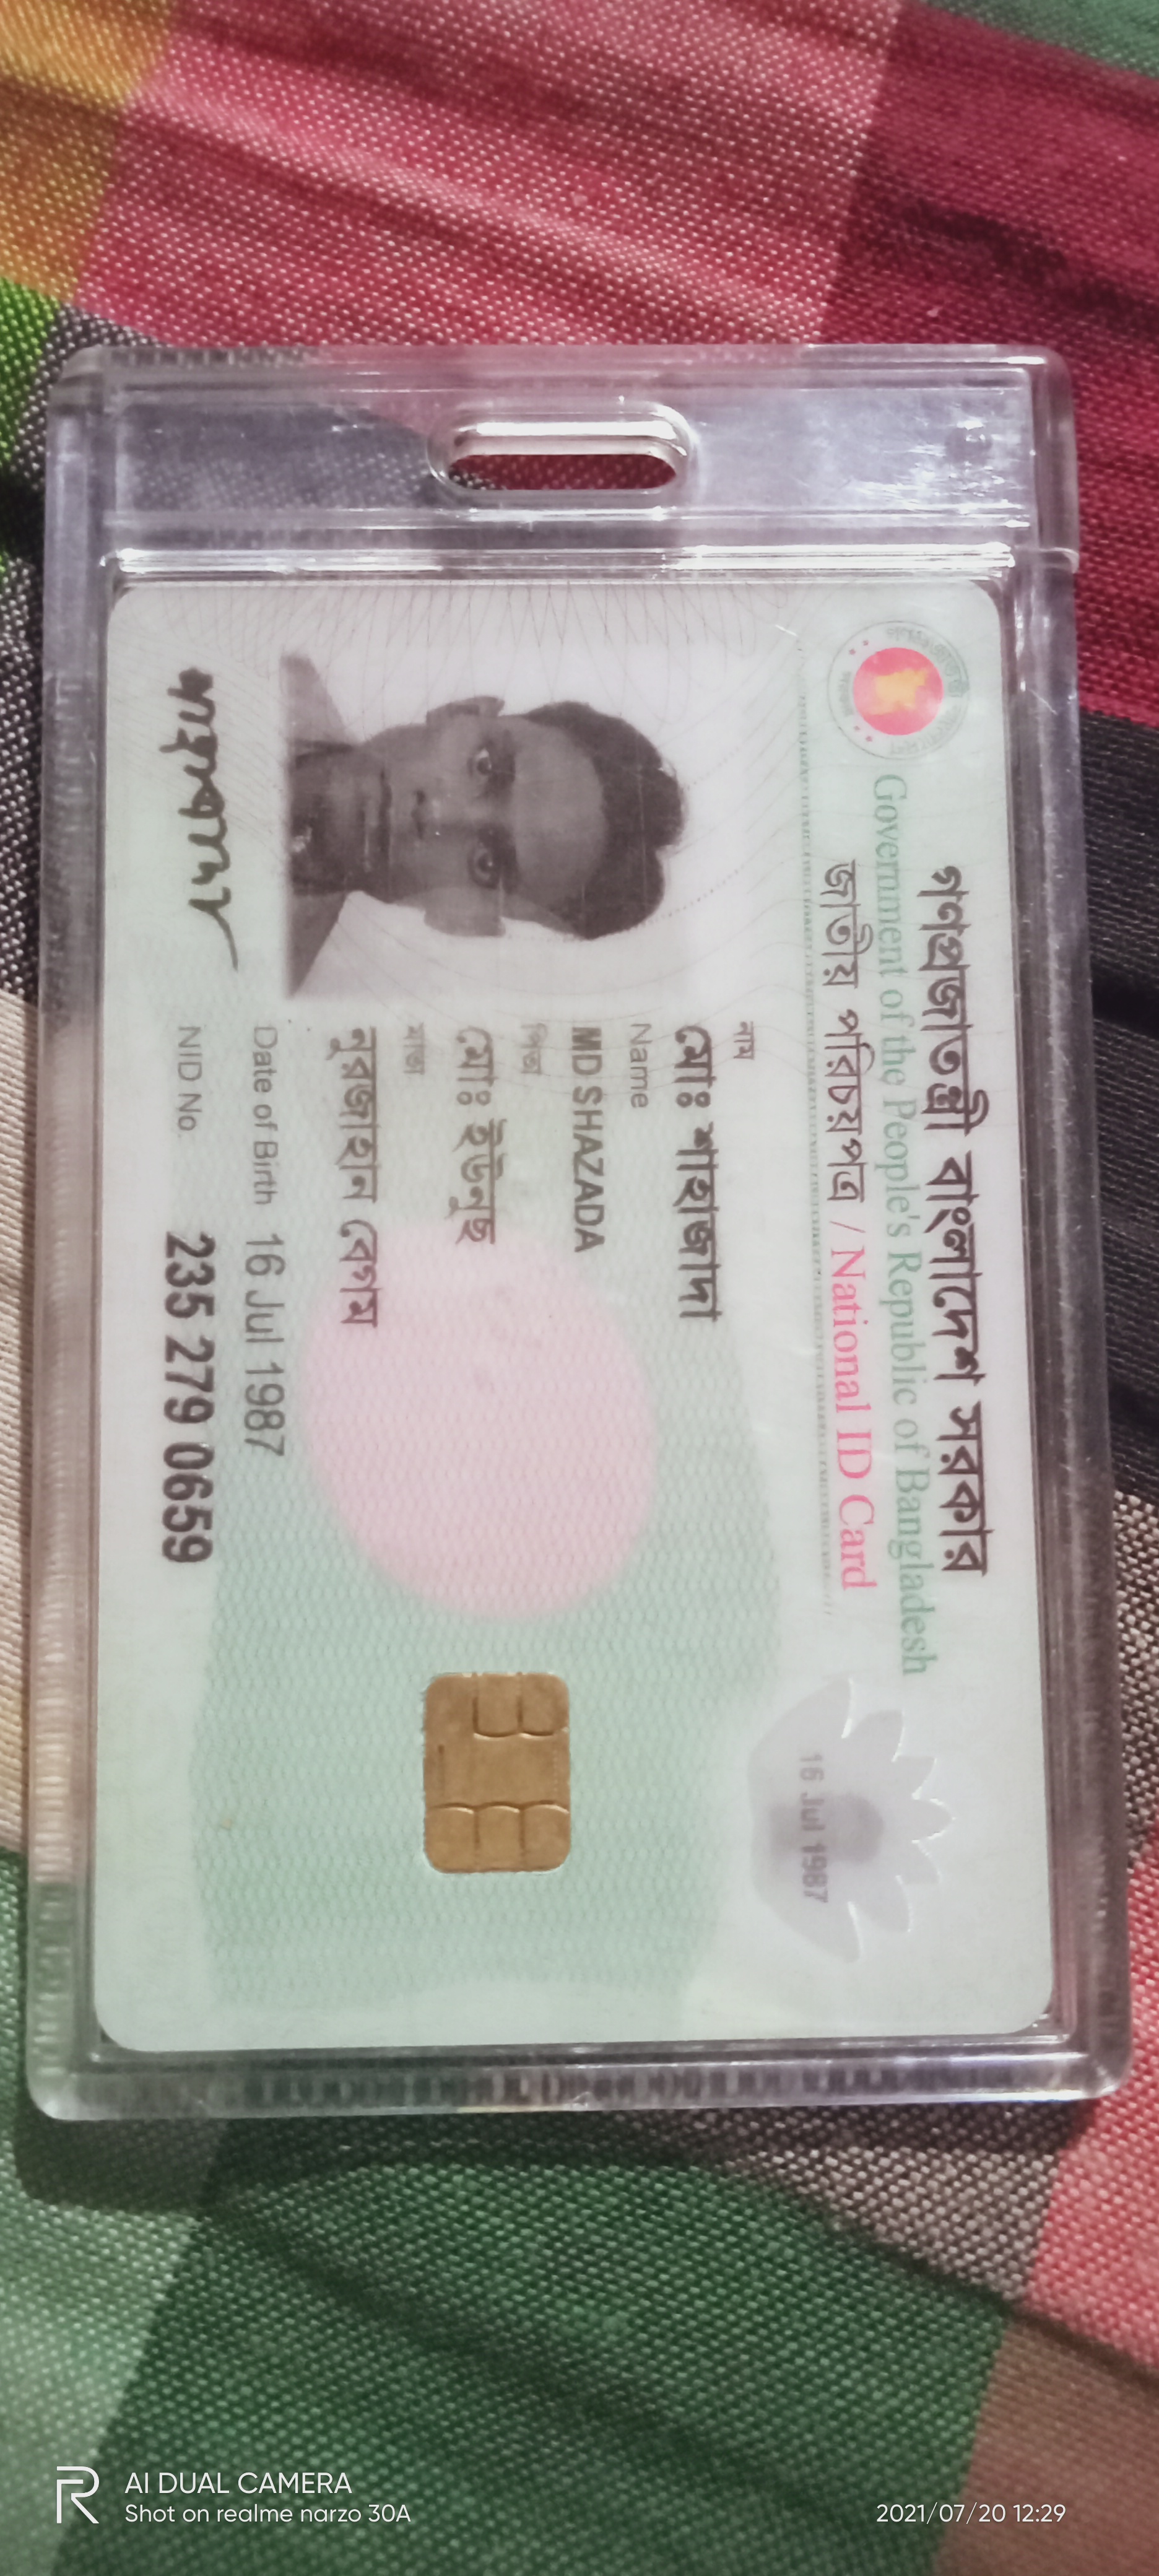 গণপ্রজাতন্ত্রী বাংলাদেশ সরকার
Government of the People's Republic of Bangladesh
জাতীয় পরিচয়পত্র / National ID Card
নাম
মোঃ শাহাজাদা
Name
MD SHAZADA
পিতা
মোঃ ইউনুছ
মাতা
নুরজাহান বেগম
Date of Birth 16 Jul 1987
NID No. 235 279 0659
16 Jul 1987
AI DUAL CAMERA
Shot on realme narzo 30A
2021/07/20 12:29